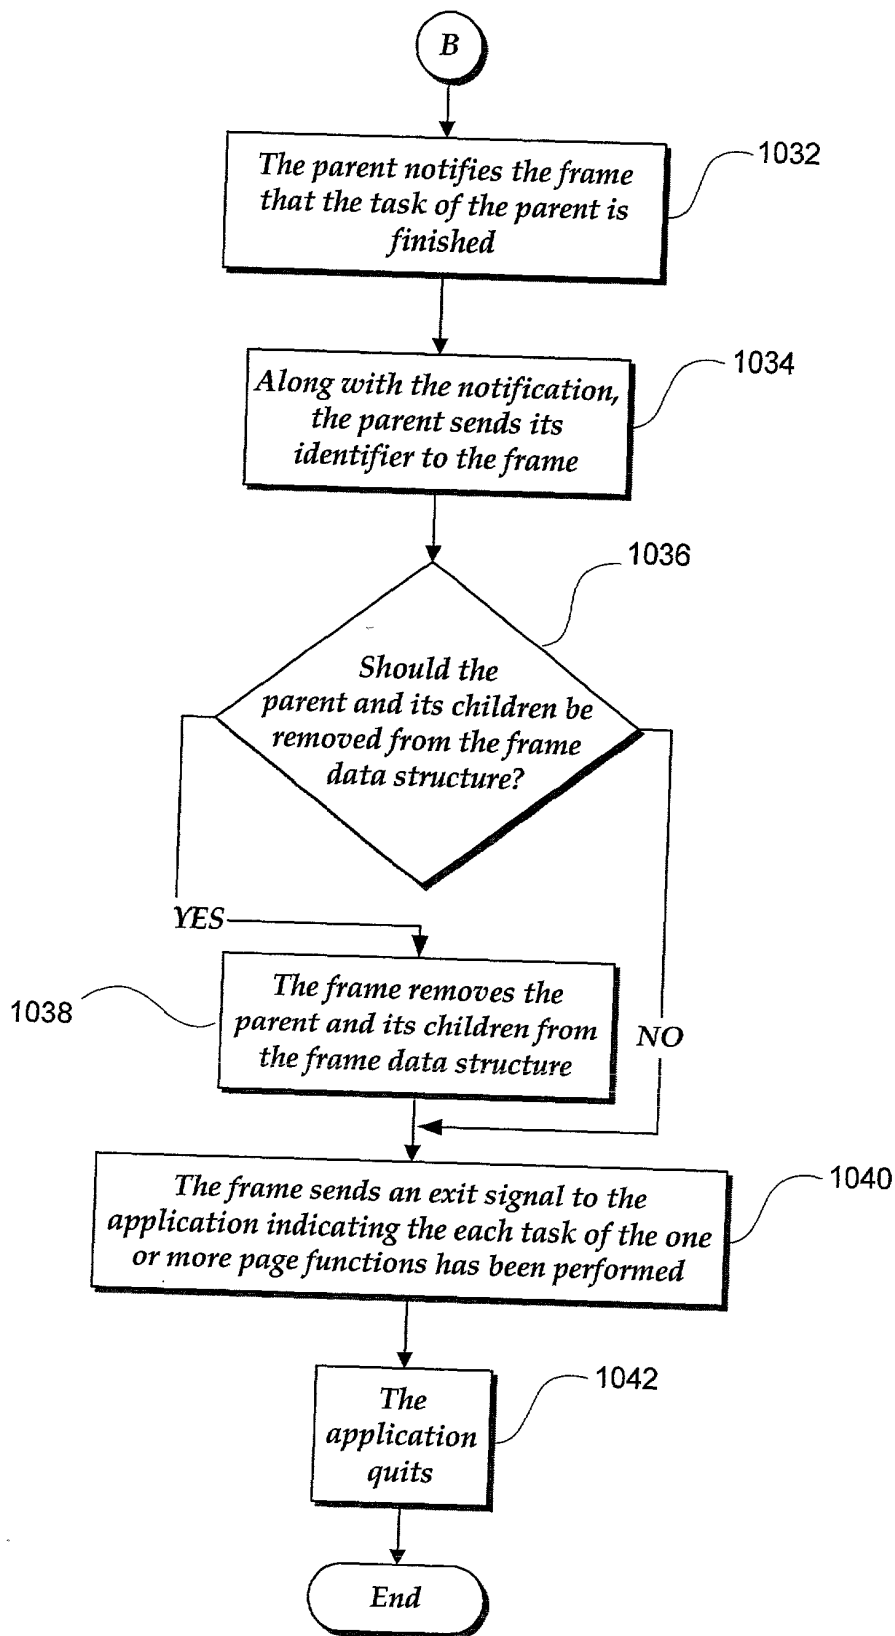 B
The parent notifies the frame
that the task of the parent is
finished
1032
Along with the notification,
the parent sends its
identifier to the frame
1034
1036
Should the
parent and its children be
removed from the frame
data structure?
YES
The frame removes the
parent and its children from
the frame data structure
1038
NO
The frame sends an exit signal to the
application indicating the each task of the one
or more page functions has been performed
1040
The
application
quits
1042
End